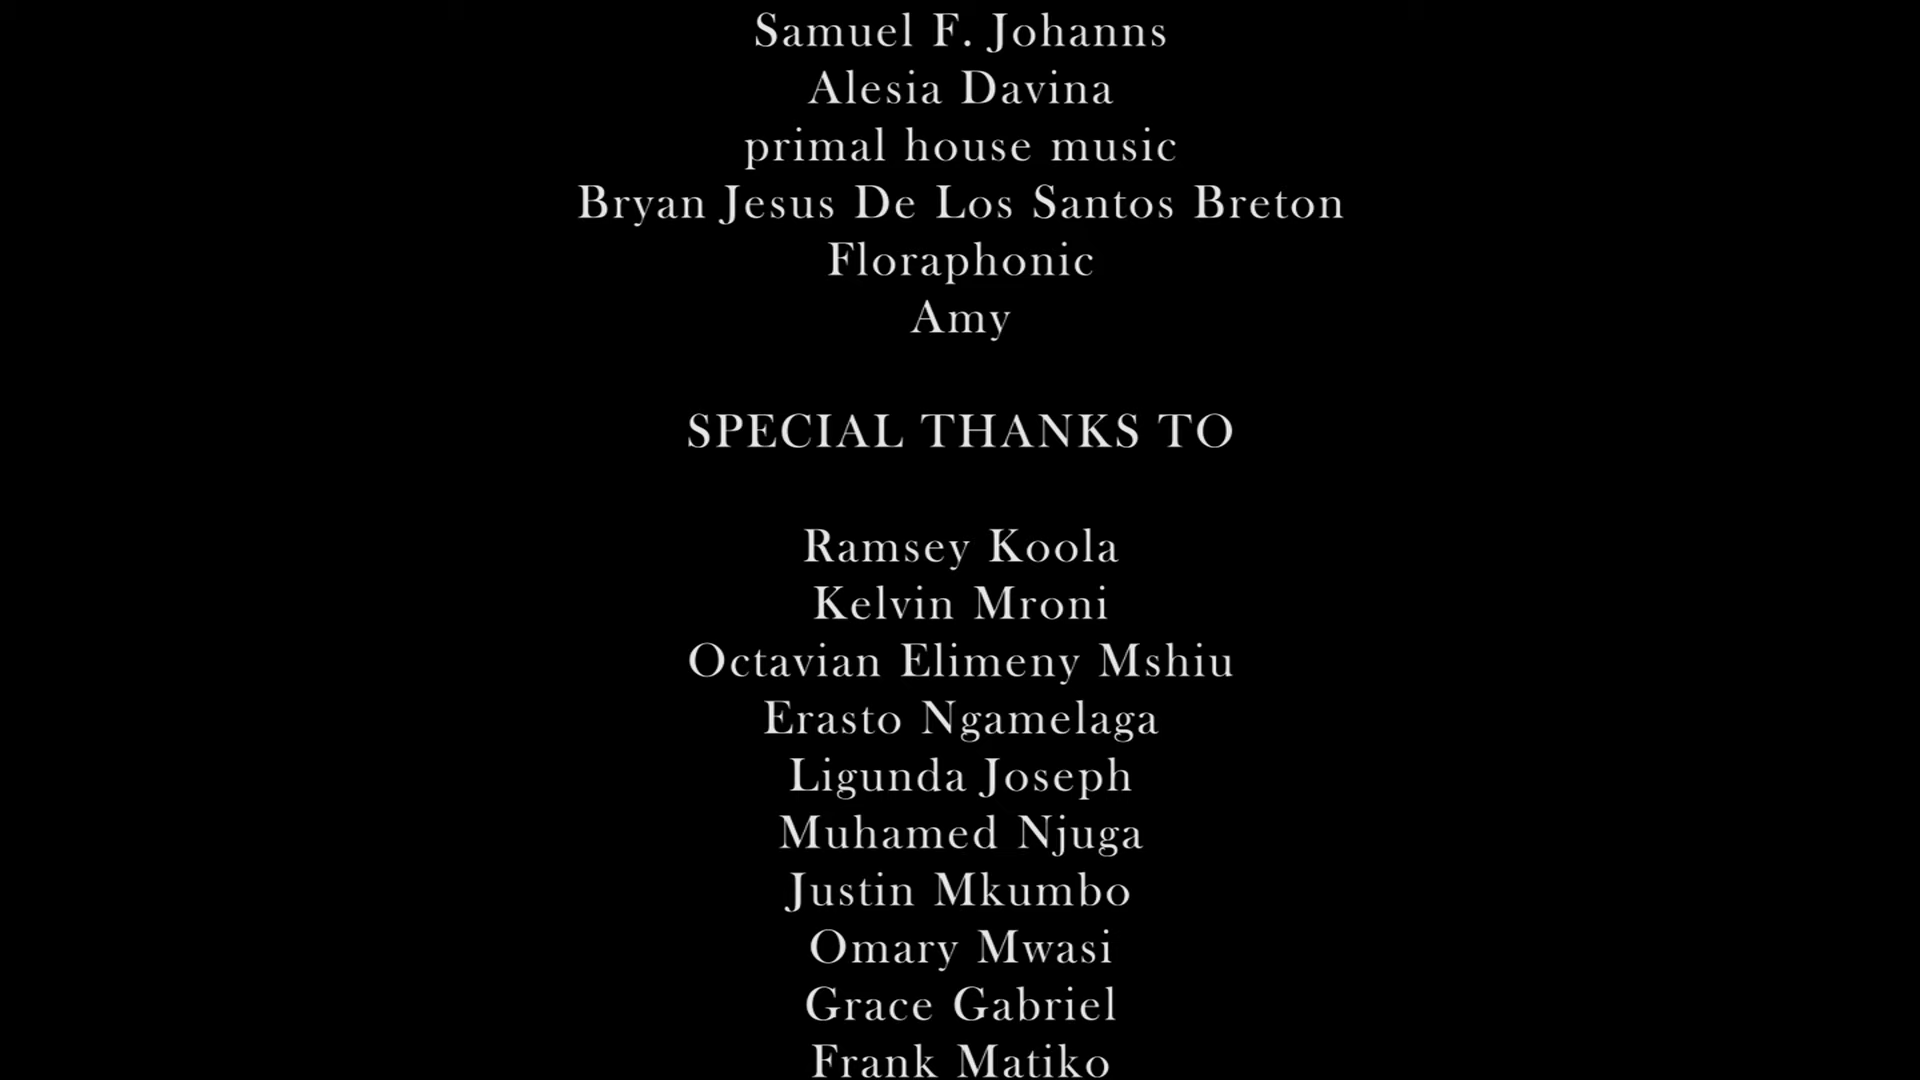 Samuel F. Johanns
Alesia Davina
primal house music
Bryan Jesus De Los Santos Breton
Floraphonic
Amy
SPECIAL THANKS TO
Ramsey Koola
Kelvin Mroni
Octavian Elimeny Mshiu
Erasto Ngamelaga
Ligunda Joseph
Muhamed Njuga
Justin Mkumbo
Omary Mwasi
Grace Gabriel
Frank Matiko